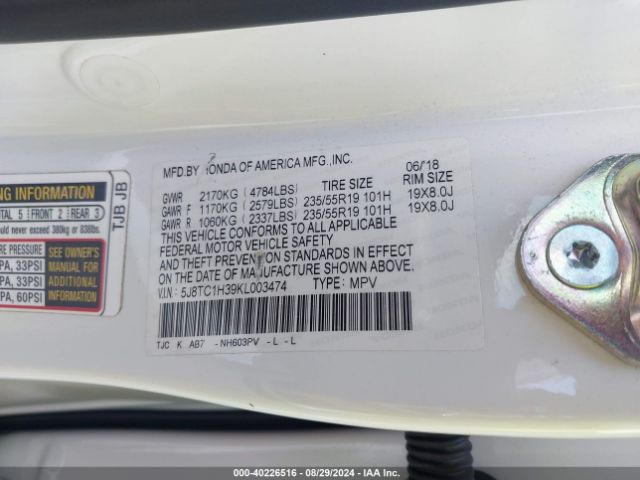 MFD.BY HONDA OF AMERICA MFG.,INC. 06/18
TIRE SIZE RIM SIZE
GVWR 2170KG ( 4784LBS)
GAWR F 1170KG ( 2579LBS) 235/55R19 101H 19X8.0J
GAWR R 1060KG ( 2337LBS) 235/55R19 101H 19X8.0J
THIS VEHICLE CONFORMS TO ALL APPLICABLE
FEDERAL MOTOR VEHICLE SAFETY
AND THEFT PREVENTION STANDARDS IN EFFECT
ON THE DATE OF MANUFACTURE SHOWN ABOVE.
V.I.N : 5J8TC1H39KL003474 TYPE: MPV
TJC K AB7 - NH603PV - L - L
NG INFORMATION
TOTAL 5 FRONT 2 REAR 3
ould never exceed 380kg or 838lbs.
E PRESSURE
PA, 33PSI
PA, 33PSI
PA, 60PSI
SEE OWNER'S
MANUAL FOR
ADDITIONAL
INFORMATION
TJB JB
000-40226516 - 08/29/2024 - IAAI.com